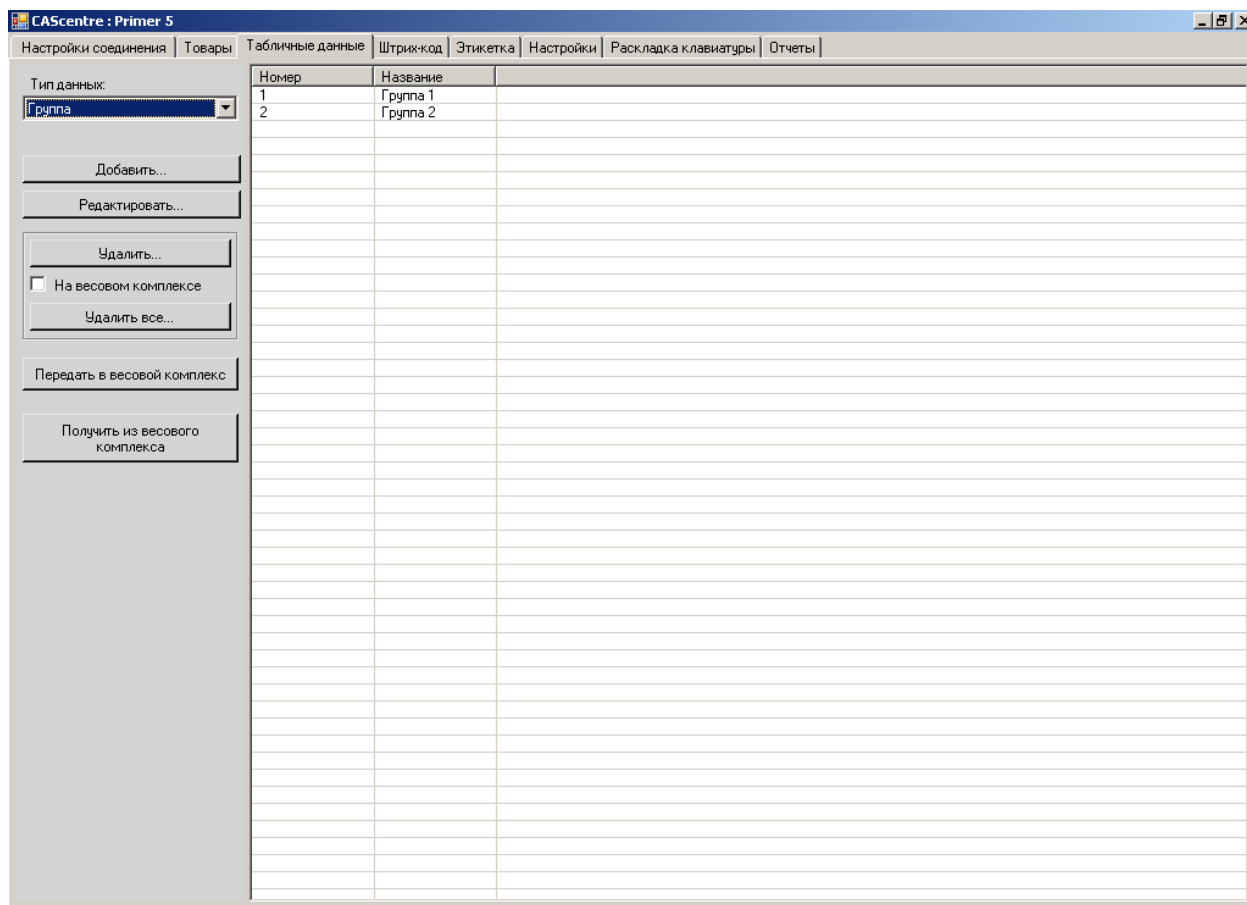 CAScentre : Primer 5
Настройки соединения Товары Табличные данные Штрих-код Этикетка Настройки Раскладка клавиатуры Отчеты
Тип данных:
Группа
Добавить...
Редактировать...
Удалить...
На весовом комплексе
Удалить все...
Передать в весовой комплекс
Получить из весового
комплекса
Номер Название
1 Группа 1
2 Группа 2